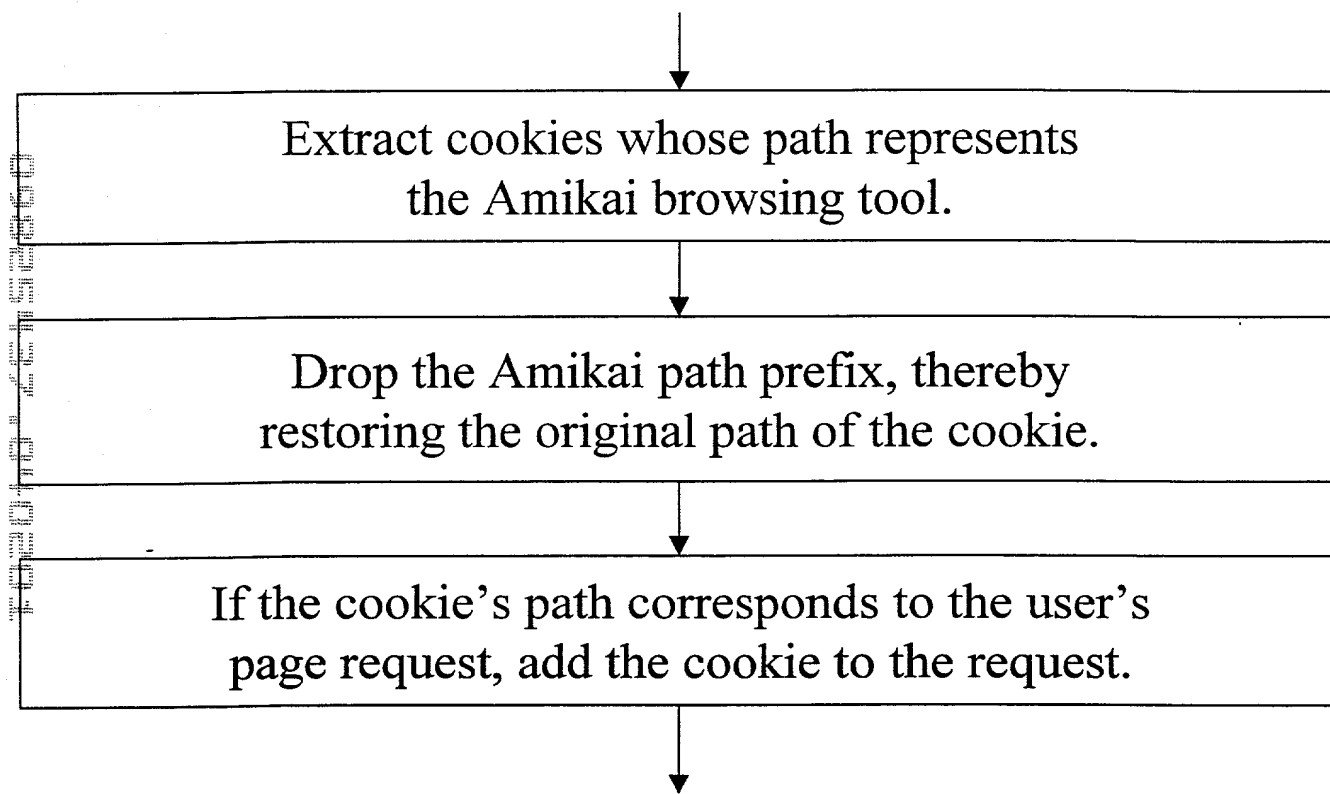 Extract cookies whose path represents
the Amikai browsing tool.
Drop the Amikai path prefix, thereby
restoring the original path of the cookie.
If the cookie’s path corresponds to the user’s
page request, add the cookie to the request.